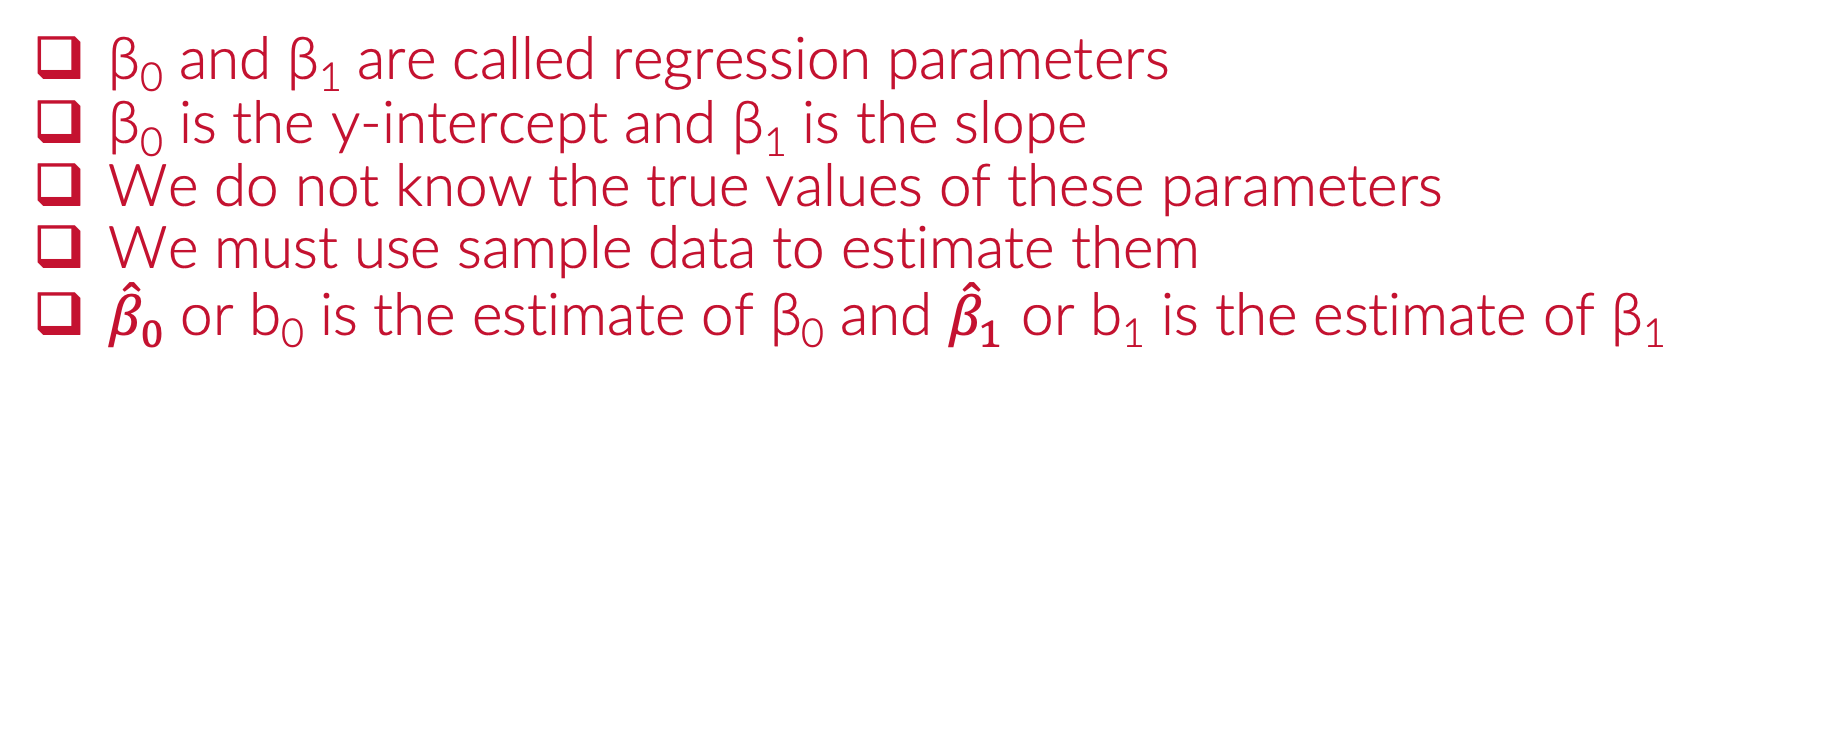 ❑ β₀ and β₁ are called regression parameters
❑ β₀ is the y-intercept and β₁ is the slope
❑ We do not know the true values of these parameters
❑ We must use sample data to estimate them
❑ β̂₀ or b₀ is the estimate of β₀ and β̂₁ or b₁ is the estimate of β₁